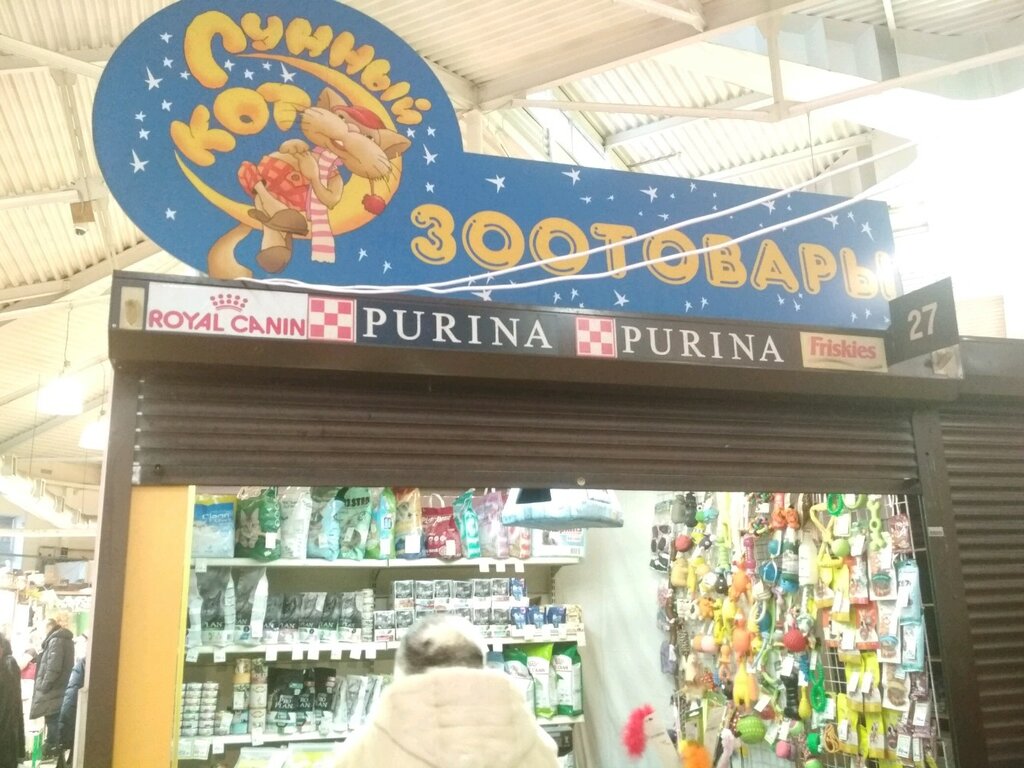 Лунный
кот
ЗООТОВАРЫ
ROYAL CANIN
PURINA
PURINA
Friskies
27